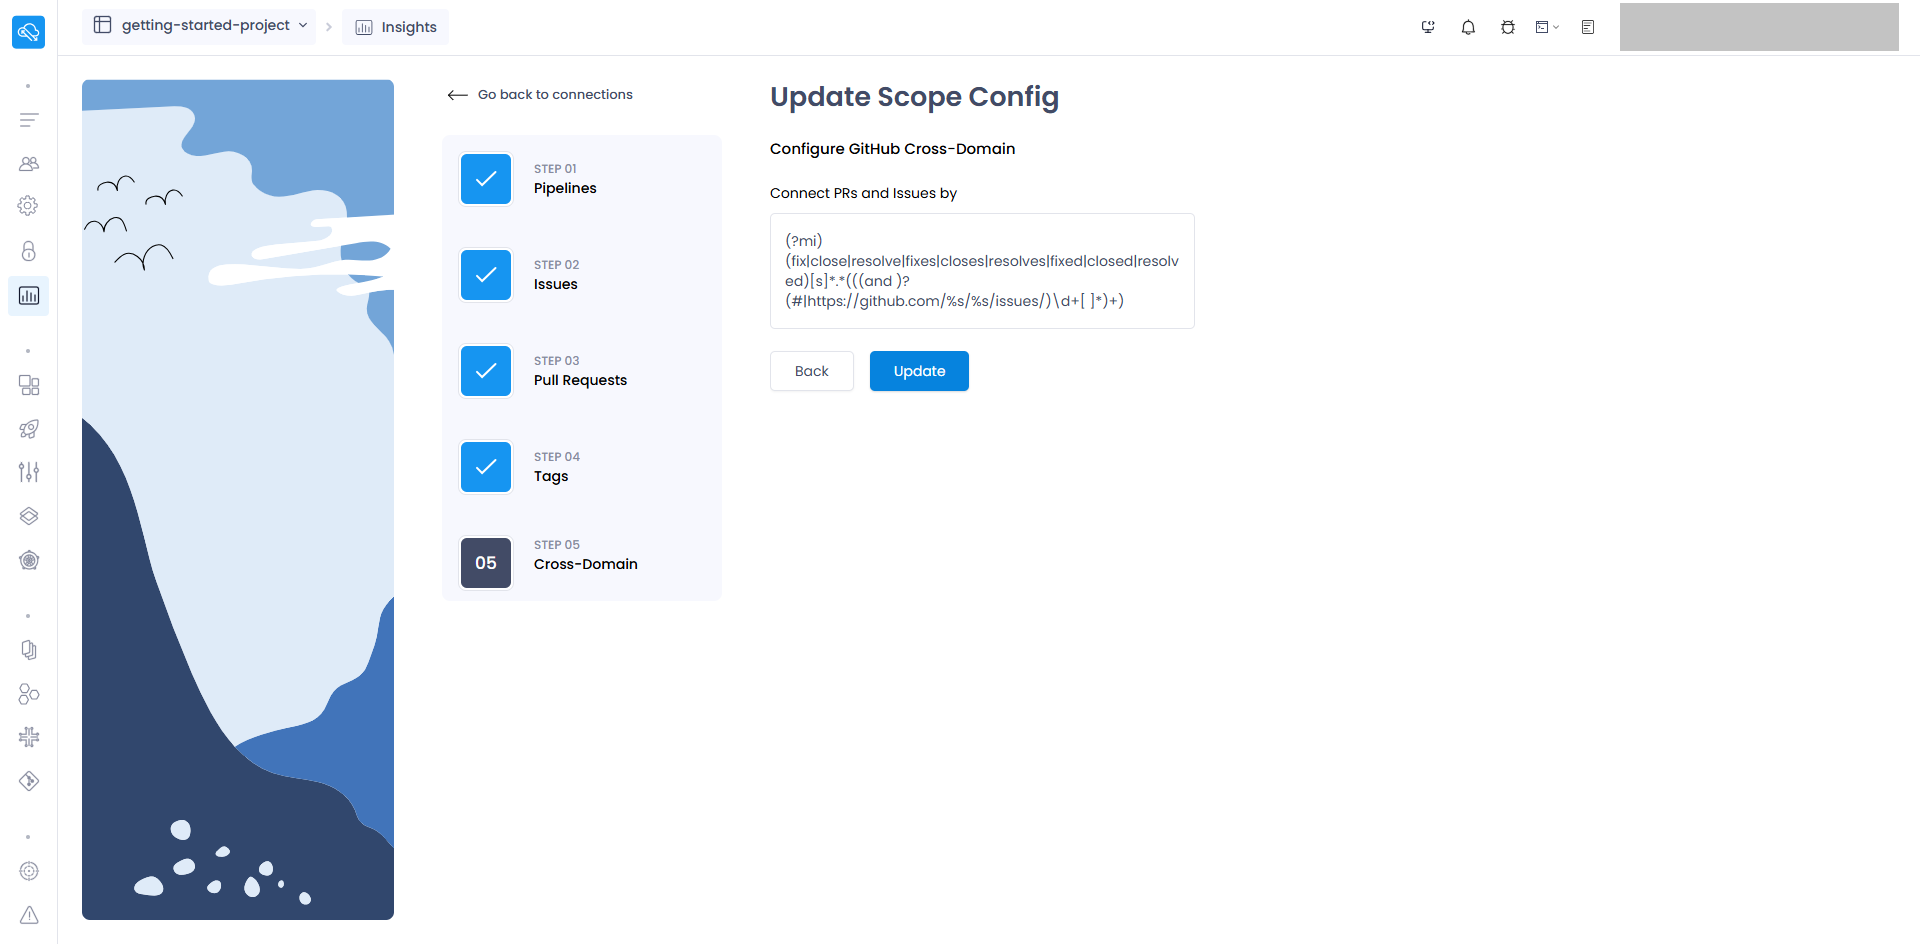 getting-started-project
Insights
Go back to connections
STEP 01
Pipelines
STEP 02
Issues
STEP 03
Pull Requests
STEP 04
Tags
05
STEP 05
Cross-Domain
Update Scope Config
Configure GitHub Cross-Domain
Connect PRs and Issues by
(?mi)
(fix|close|resolve|fixes|closes|resolves|fixed|closed|resolv
ed)[s]*.*(((and )?
(#|https://github.com/%s/%s/issues/)\d+[ ]*)+)
Back
Update